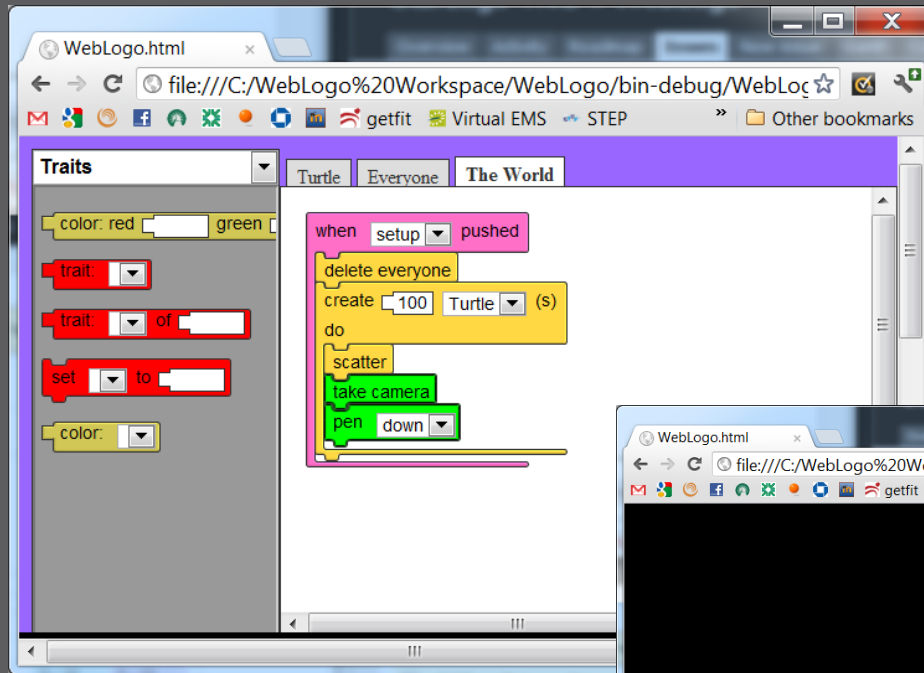 WebLogo.html
file:///C:/WebLogo%20Workspace/WebLogo/bin-debug/WebLog
getfit Virtual EMS STEP » Other bookmarks
Traits
Turtle Everyone The World
color: red green
trait:
trait: of
set to
color:
when setup pushed
delete everyone
create 100 Turtle (s)
do
scatter
take camera
pen down
WebLogo.html
file:///C:/WebLogo%20W
getfit